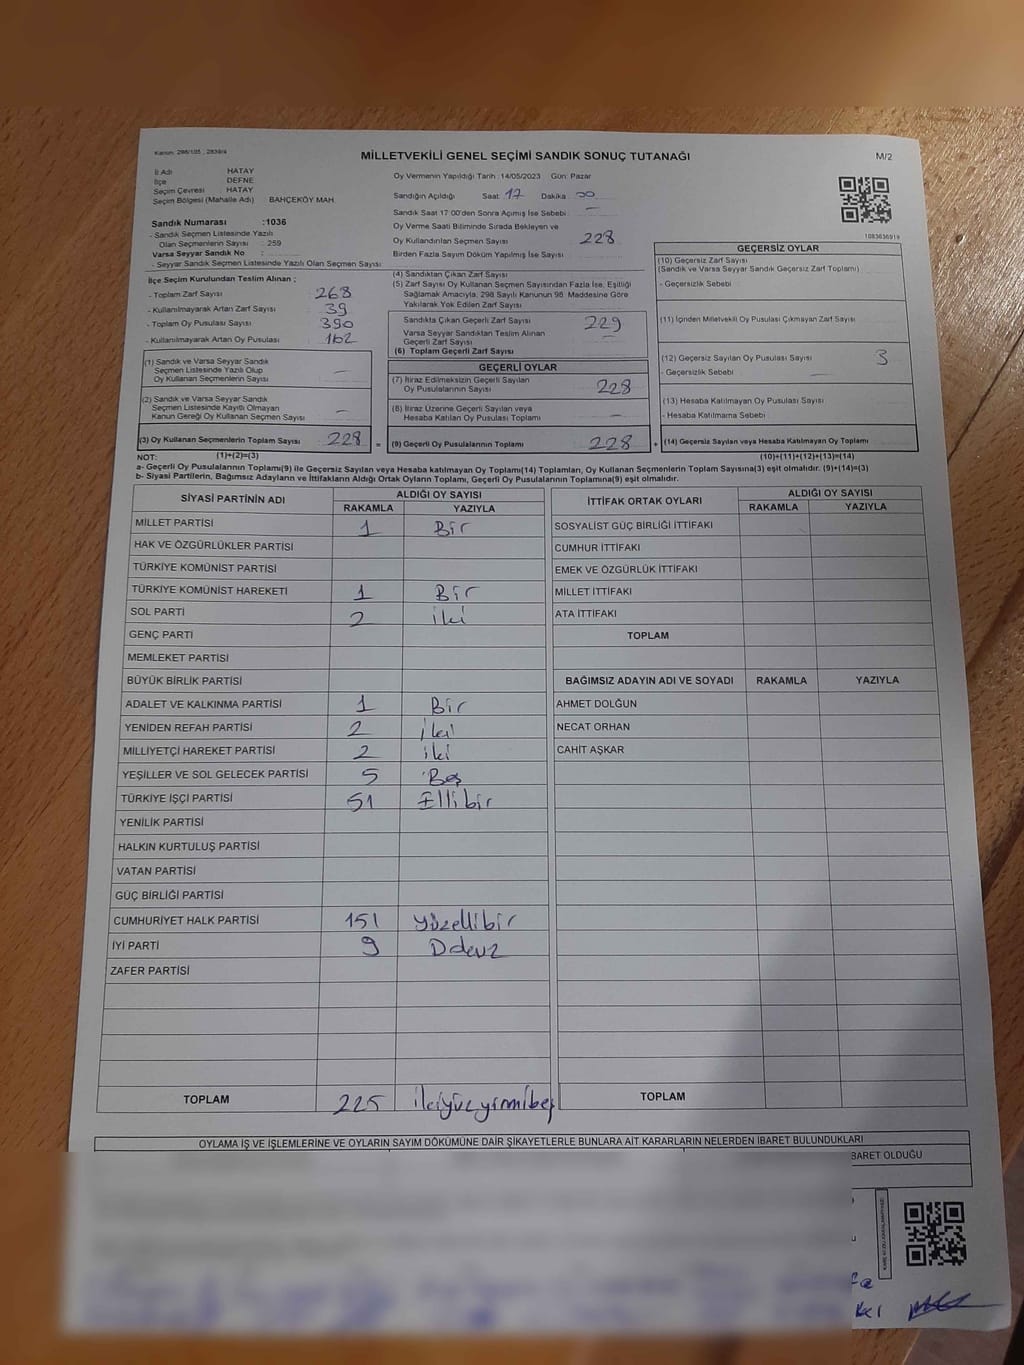 Kanun: 298/105 ; 2839/4
MİLLETVEKİLİ GENEL SEÇİMİ SANDIK SONUÇ TUTANAĞI
M/2
İl Adı HATAY
İlçe DEFNE
Seçim Çevresi HATAY
Seçim Bölgesi (Mahalle Adı) BAHÇEKÖY MAH.
Sandık Numarası :1036
- Sandık Seçmen Listesinde Yazılı
Olan Seçmenlerin Sayısı : 259
Varsa Seyyar Sandık No :
- Seyyar Sandık Seçmen Listesinde Yazılı Olan Seçmen Sayısı:
İlçe Seçim Kurulundan Teslim Alınan ;
- Toplam Zarf Sayısı 268
- Kullanılmayarak Artan Zarf Sayısı 39
- Toplam Oy Pusulası Sayısı 390
- Kullanılmayarak Artan Oy Pusulası 162
(1) Sandık ve Varsa Seyyar Sandık
Seçmen Listesinde Yazılı Olup
Oy Kullanan Seçmenlerin Sayısı —
(2) Sandık ve Varsa Seyyar Sandık
Seçmen Listesinde Kayıtlı Olmayan
Kanun Gereği Oy Kullanan Seçmen Sayısı —
(3) Oy Kullanan Seçmenlerin Toplam Sayısı 228 =
Oy Vermenin Yapıldığı Tarih : 14/05/2023 Gün: Pazar
Sandığın Açıldığı Saat: 17 Dakika 00
Sandık Saat 17 00'den Sonra Açımış İse Sebebi : —
Oy Verme Saati Bitiminde Sırada Bekleyen ve
Oy Kullandırılan Seçmen Sayısı 228
Birden Fazla Sayım Döküm Yapılmış İse Sayısı :
(4) Sandıktan Çıkan Zarf Sayısı
(5) Zarf Sayısı Oy Kullanan Seçmen Sayısından Fazla İse, Eşitliği
Sağlamak Amacıyla, 298 Sayılı Kanunun 98. Maddesine Göre
Yakılarak Yok Edilen Zarf Sayısı
Sandıkta Çıkan Geçerli Zarf Sayısı 229
Varsa Seyyar Sandıktan Teslim Alınan
Geçerli Zarf Sayısı —
(6) Toplam Geçerli Zarf Sayısı
GEÇERLİ OYLAR
(7) İtiraz Edilmeksizin Geçerli Sayılan
Oy Pusulalarının Sayısı 228
(8) İtiraz Üzerine Geçerli Sayılan veya
Hesaba Katılan Oy Pusulası Toplamı —
(9) Geçerli Oy Pusulalarının Toplamı 228 +
1083636919
GEÇERSİZ OYLAR
(10) Geçersiz Zarf Sayısı
(Sandık ve Varsa Seyyar Sandık Geçersiz Zarf Toplamı)
- Geçersizlik Sebebi :
(11) İçinden Milletvekili Oy Pusulası Çıkmayan Zarf Sayısı
(12) Geçersiz Sayılan Oy Pusulası Sayısı 3
- Geçersizlik Sebebi : —
(13) Hesaba Katılmayan Oy Pusulası Sayısı
- Hesaba Katılmama Sebebi :
(14) Geçersiz Sayılan veya Hesaba Katılmayan Oy Toplamı
NOT: (1)+(2)=(3) (10)+(11)+(12)+(13)=(14)
a- Geçerli Oy Pusulalarının Toplamı(9) ile Geçersiz Sayılan veya Hesaba katılmayan Oy Toplamı(14) Toplamları, Oy Kullanan Seçmenlerin Toplam Sayısına(3) eşit olmalıdır. (9)+(14)=(3)
b- Siyasi Partilerin, Bağımsız Adayların ve İttifakların Aldığı Ortak Oyların Toplamı, Geçerli Oy Pusulalarının Toplamına(9) eşit olmalıdır.
SİYASİ PARTİNİN ADI ALDIĞI OY SAYISI
RAKAMLA YAZIYLA
MİLLET PARTİSİ 1 Bir
HAK VE ÖZGÜRLÜKLER PARTİSİ
TÜRKİYE KOMÜNİST PARTİSİ
TÜRKİYE KOMÜNİST HAREKETİ 1 Bir
SOL PARTİ 2 iki
GENÇ PARTİ
MEMLEKET PARTİSİ
BÜYÜK BİRLİK PARTİSİ
ADALET VE KALKINMA PARTİSİ 1 Bir
YENİDEN REFAH PARTİSİ 2 iki
MİLLİYETÇİ HAREKET PARTİSİ 2 iki
YEŞİLLER VE SOL GELECEK PARTİSİ 5 Beş
TÜRKİYE İŞÇİ PARTİSİ 51 Ellibir
YENİLİK PARTİSİ
HALKIN KURTULUŞ PARTİSİ
VATAN PARTİSİ
GÜÇ BİRLİĞİ PARTİSİ
CUMHURİYET HALK PARTİSİ 151 yüzellibir
İYİ PARTİ 9 Dokuz
ZAFER PARTİSİ
TOPLAM 225 ikiyüzyirmibeş
İTTİFAK ORTAK OYLARI ALDIĞI OY SAYISI
RAKAMLA YAZIYLA
SOSYALİST GÜÇ BİRLİĞİ İTTİFAKI
CUMHUR İTTİFAKI
EMEK VE ÖZGÜRLÜK İTTİFAKI
MİLLET İTTİFAKI
ATA İTTİFAKI
TOPLAM
BAĞIMSIZ ADAYIN ADI VE SOYADI RAKAMLA YAZIYLA
AHMET DOLĞUN
NECAT ORHAN
CAHİT AŞKAR
TOPLAM
OYLAMA İŞ VE İŞLEMLERİNE VE OYLARIN SAYIM DÖKÜMÜNE DAİR ŞİKAYETLERLE BUNLARA AİT KARARLARIN NELERDEN İBARET BULUNDUKLARI
BARET OLDUĞU